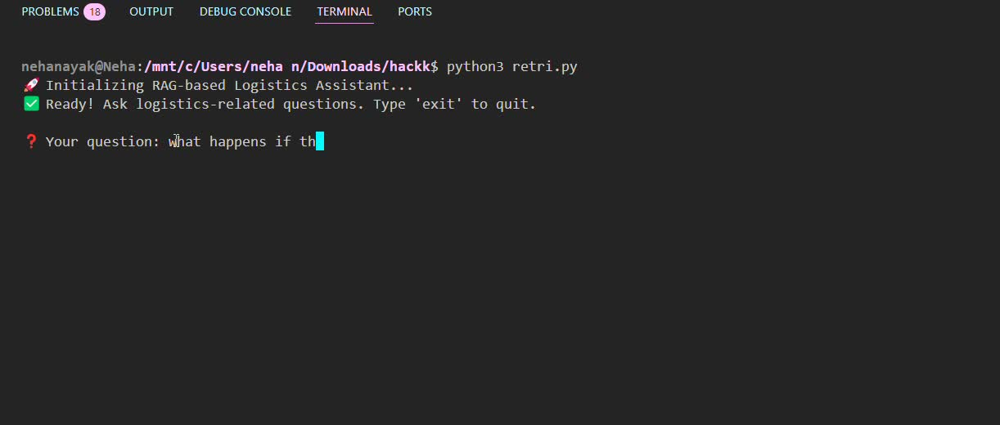 PROBLEMS 18 OUTPUT DEBUG CONSOLE TERMINAL PORTS
nehanayak@Neha:/mnt/c/Users/neha n/Downloads/hackk$ python3 retri.py
🚀 Initializing RAG-based Logistics Assistant...
✅ Ready! Ask logistics-related questions. Type 'exit' to quit.
❓ Your question: what happens if th